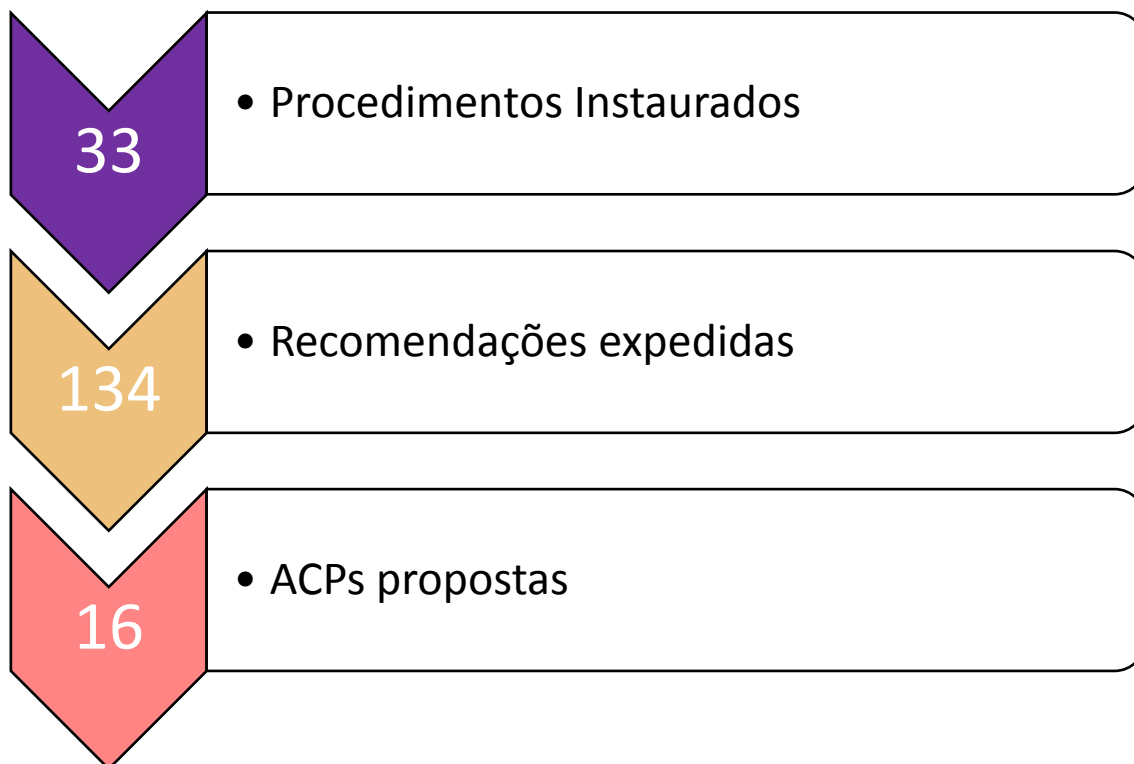 33
• Procedimentos Instaurados
134
• Recomendações expedidas
16
• ACPs propostas